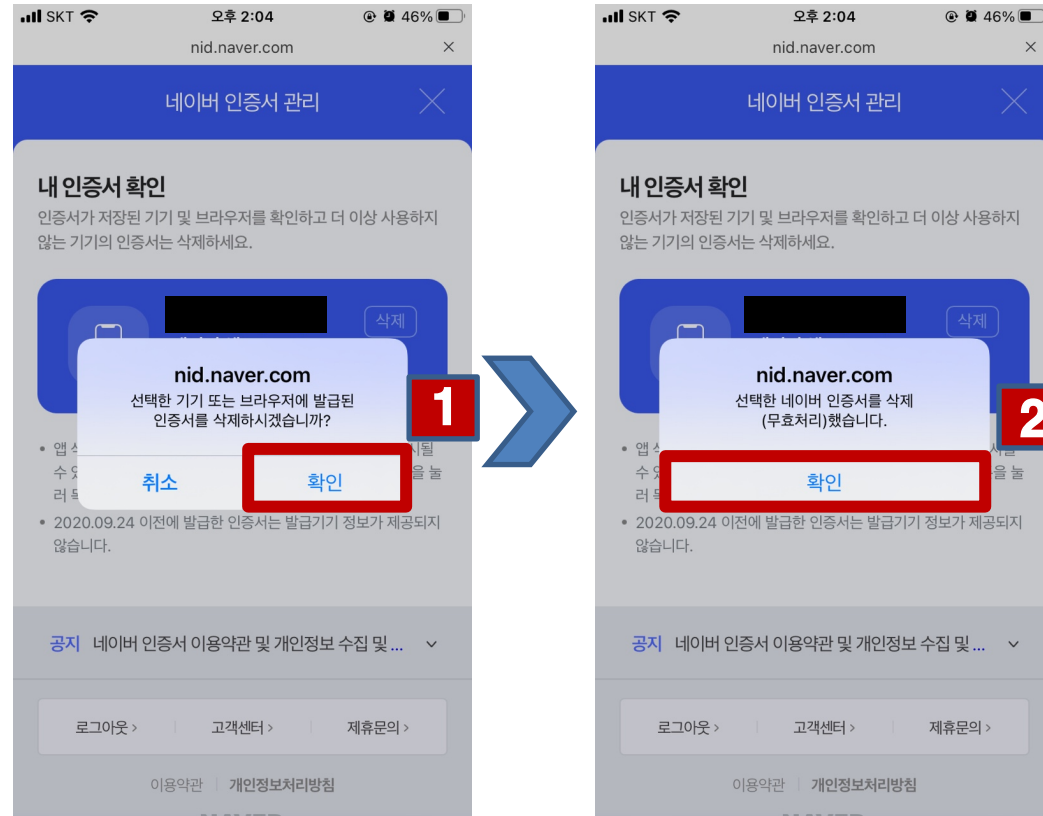 SKT 오후 2:04 46%
nid.naver.com ×
네이버 인증서 관리
내 인증서 확인
인증서가 저장된 기기 및 브라우저를 확인하고 더 이상 사용하지
않는 기기의 인증서는 삭제하세요.
삭제
nid.naver.com
선택한 기기 또는 브라우저에 발급된
인증서를 삭제하시겠습니까?
1
취소 확인
• 앱
수
러
을 눌
• 2020.09.24 이전에 발급한 인증서는 발급기기 정보가 제공되지
않습니다.
공지 네이버 인증서 이용약관 및 개인정보 수집 및 ...
로그아웃 > 고객센터 > 제휴문의 >
이용약관 개인정보처리방침
SKT 오후 2:04 46%
nid.naver.com ×
네이버 인증서 관리
내 인증서 확인
인증서가 저장된 기기 및 브라우저를 확인하고 더 이상 사용하지
않는 기기의 인증서는 삭제하세요.
삭제
nid.naver.com
선택한 네이버 인증서를 삭제
(무효처리)했습니다.
2
확인
• 앱
수
러
을 눌
• 2020.09.24 이전에 발급한 인증서는 발급기기 정보가 제공되지
않습니다.
공지 네이버 인증서 이용약관 및 개인정보 수집 및 ...
로그아웃 > 고객센터 > 제휴문의 >
이용약관 개인정보처리방침